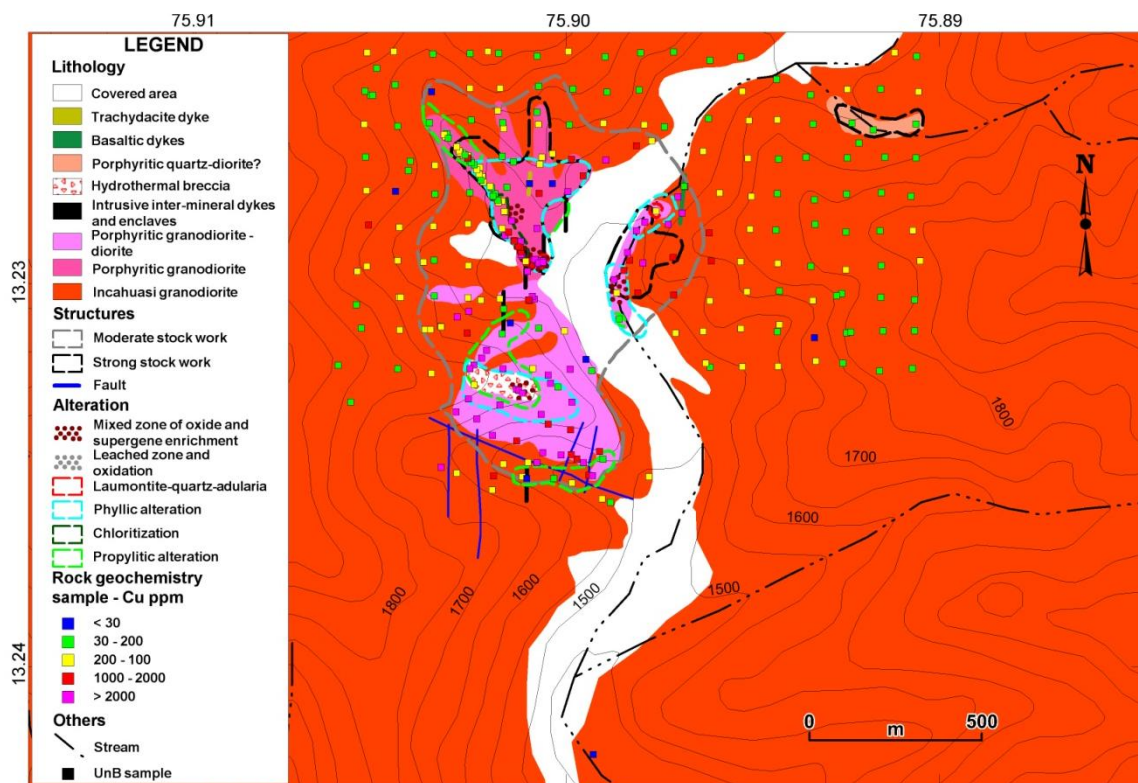 75.91
75.90
75.89
LEGEND
Lithology
Covered area
Trachydacite dyke
Basaltic dykes
Porphyritic quartz-diorite?
Hydrothermal breccia
Intrusive inter-mineral dykes
and enclaves
Porphyritic granodiorite -
diorite
Porphyritic granodiorite
Incahuasi granodiorite
Structures
Moderate stock work
Strong stock work
Fault
Alteration
Mixed zone of oxide and
supergene enrichment
Leached zone and
oxidation
Laumontite-quartz-adularia
Phyllic alteration
Chloritization
Propylitic alteration
Rock geochemistry
sample - Cu ppm
< 30
30 - 200
200 - 100
1000 - 2000
> 2000
Others
Stream
UnB sample
13.23
13.24
N
1800
1700
1600
1500
1500
1600
1700
1800
0 500
m